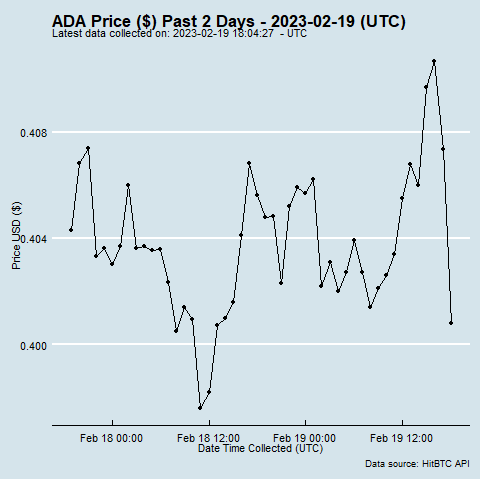 ADA Price ($) Past 2 Days - 2023-02-19 (UTC)
Latest data collected on: 2023-02-19 18:04:27  - UTC
0.408
0.404
0.400
Price USD ($)
Feb 18 00:00 Feb 18 12:00 Feb 19 00:00 Feb 19 12:00
Date Time Collected (UTC)
Data source: HitBTC API